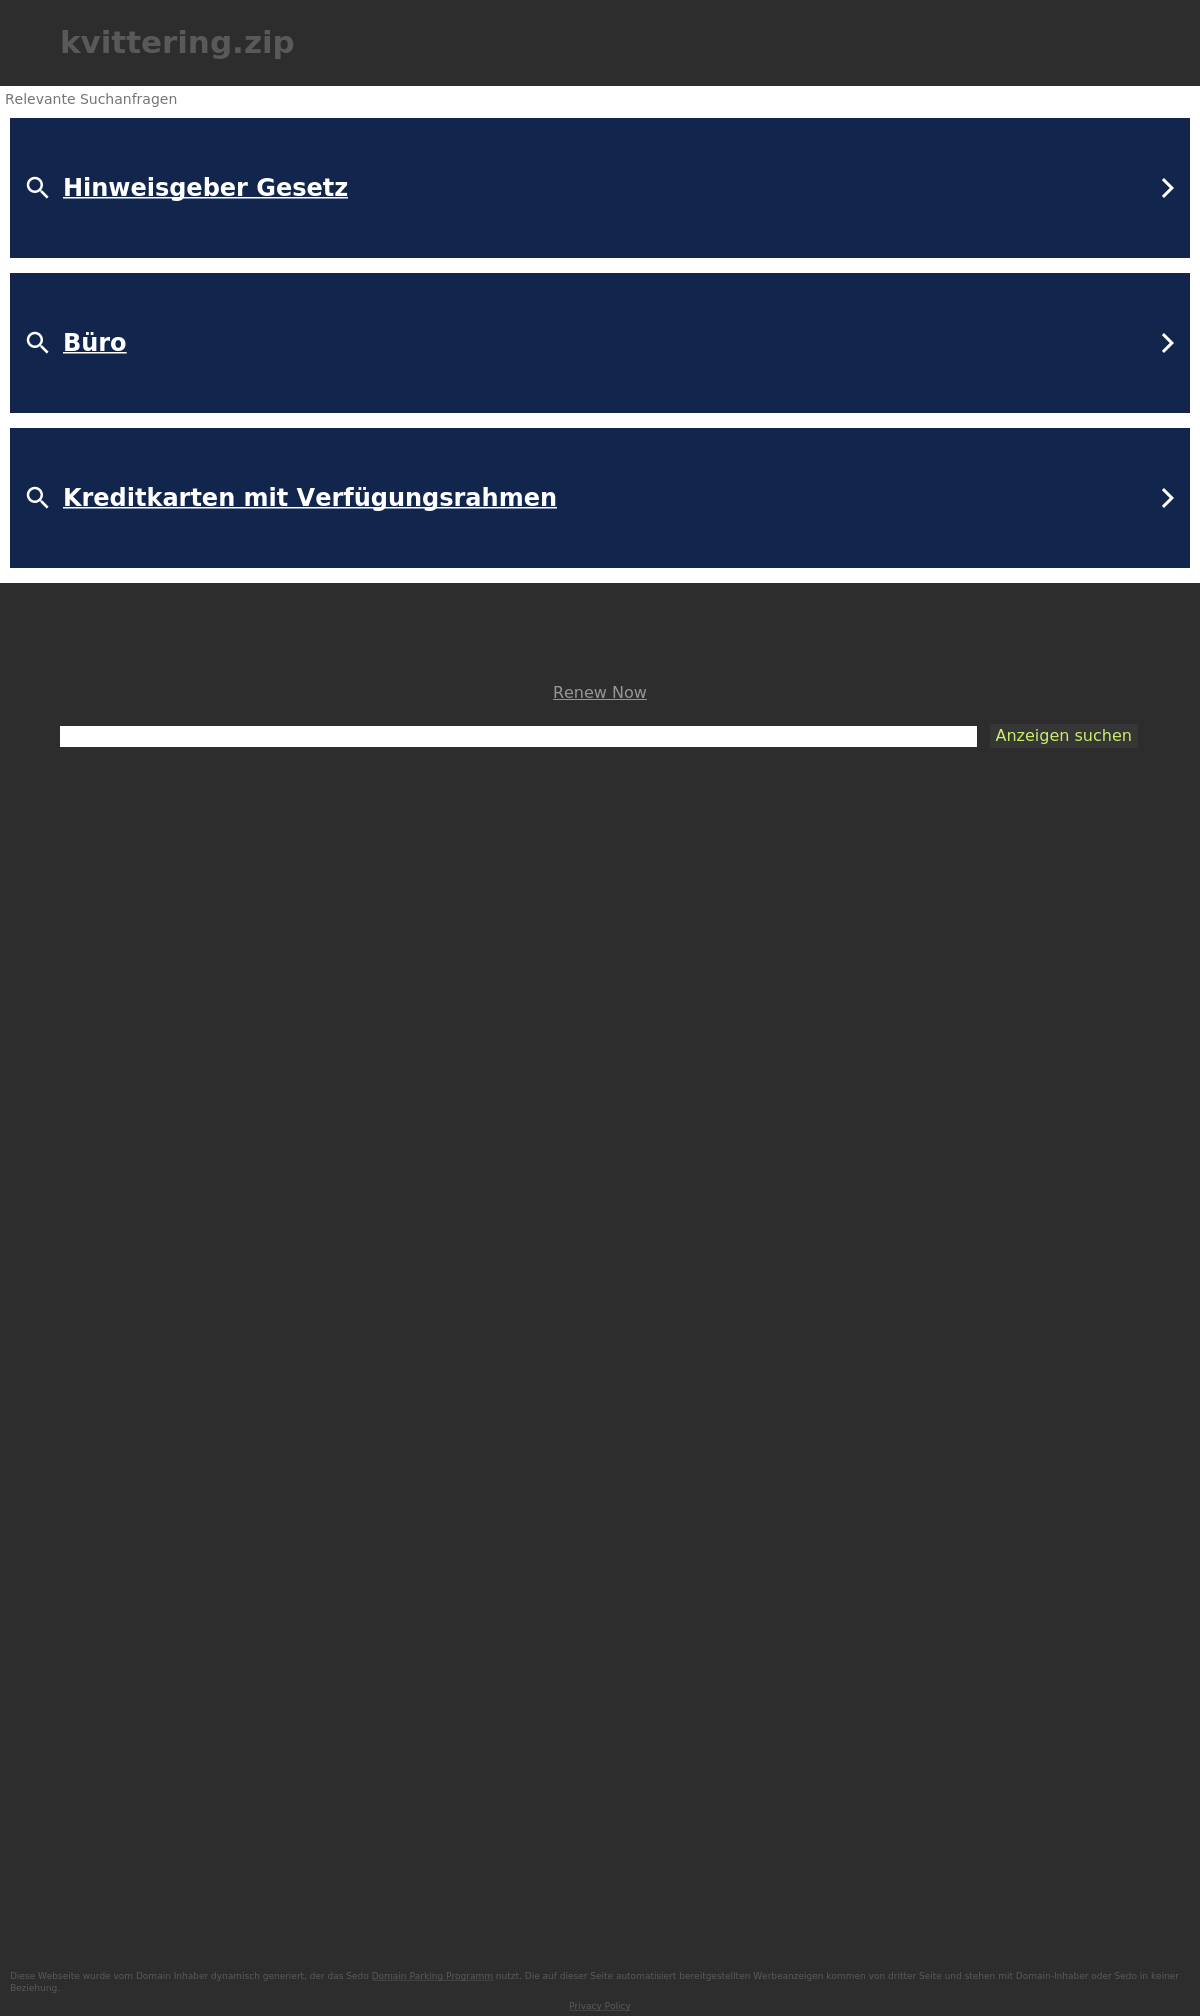 kvittering.zip
Relevante Suchanfragen
Hinweisgeber Gesetz
Büro
Kreditkarten mit Verfügungsrahmen
Renew Now
Anzeigen suchen
Diese Webseite wurde vom Domain Inhaber dynamisch generiert, der das Sedo Domain Parking Programm nutzt. Die auf dieser Seite automatisiert bereitgestellten Werbeanzeigen kommen von dritter Seite und stehen mit Domain-Inhaber oder Sedo in keiner
Beziehung.
Privacy Policy